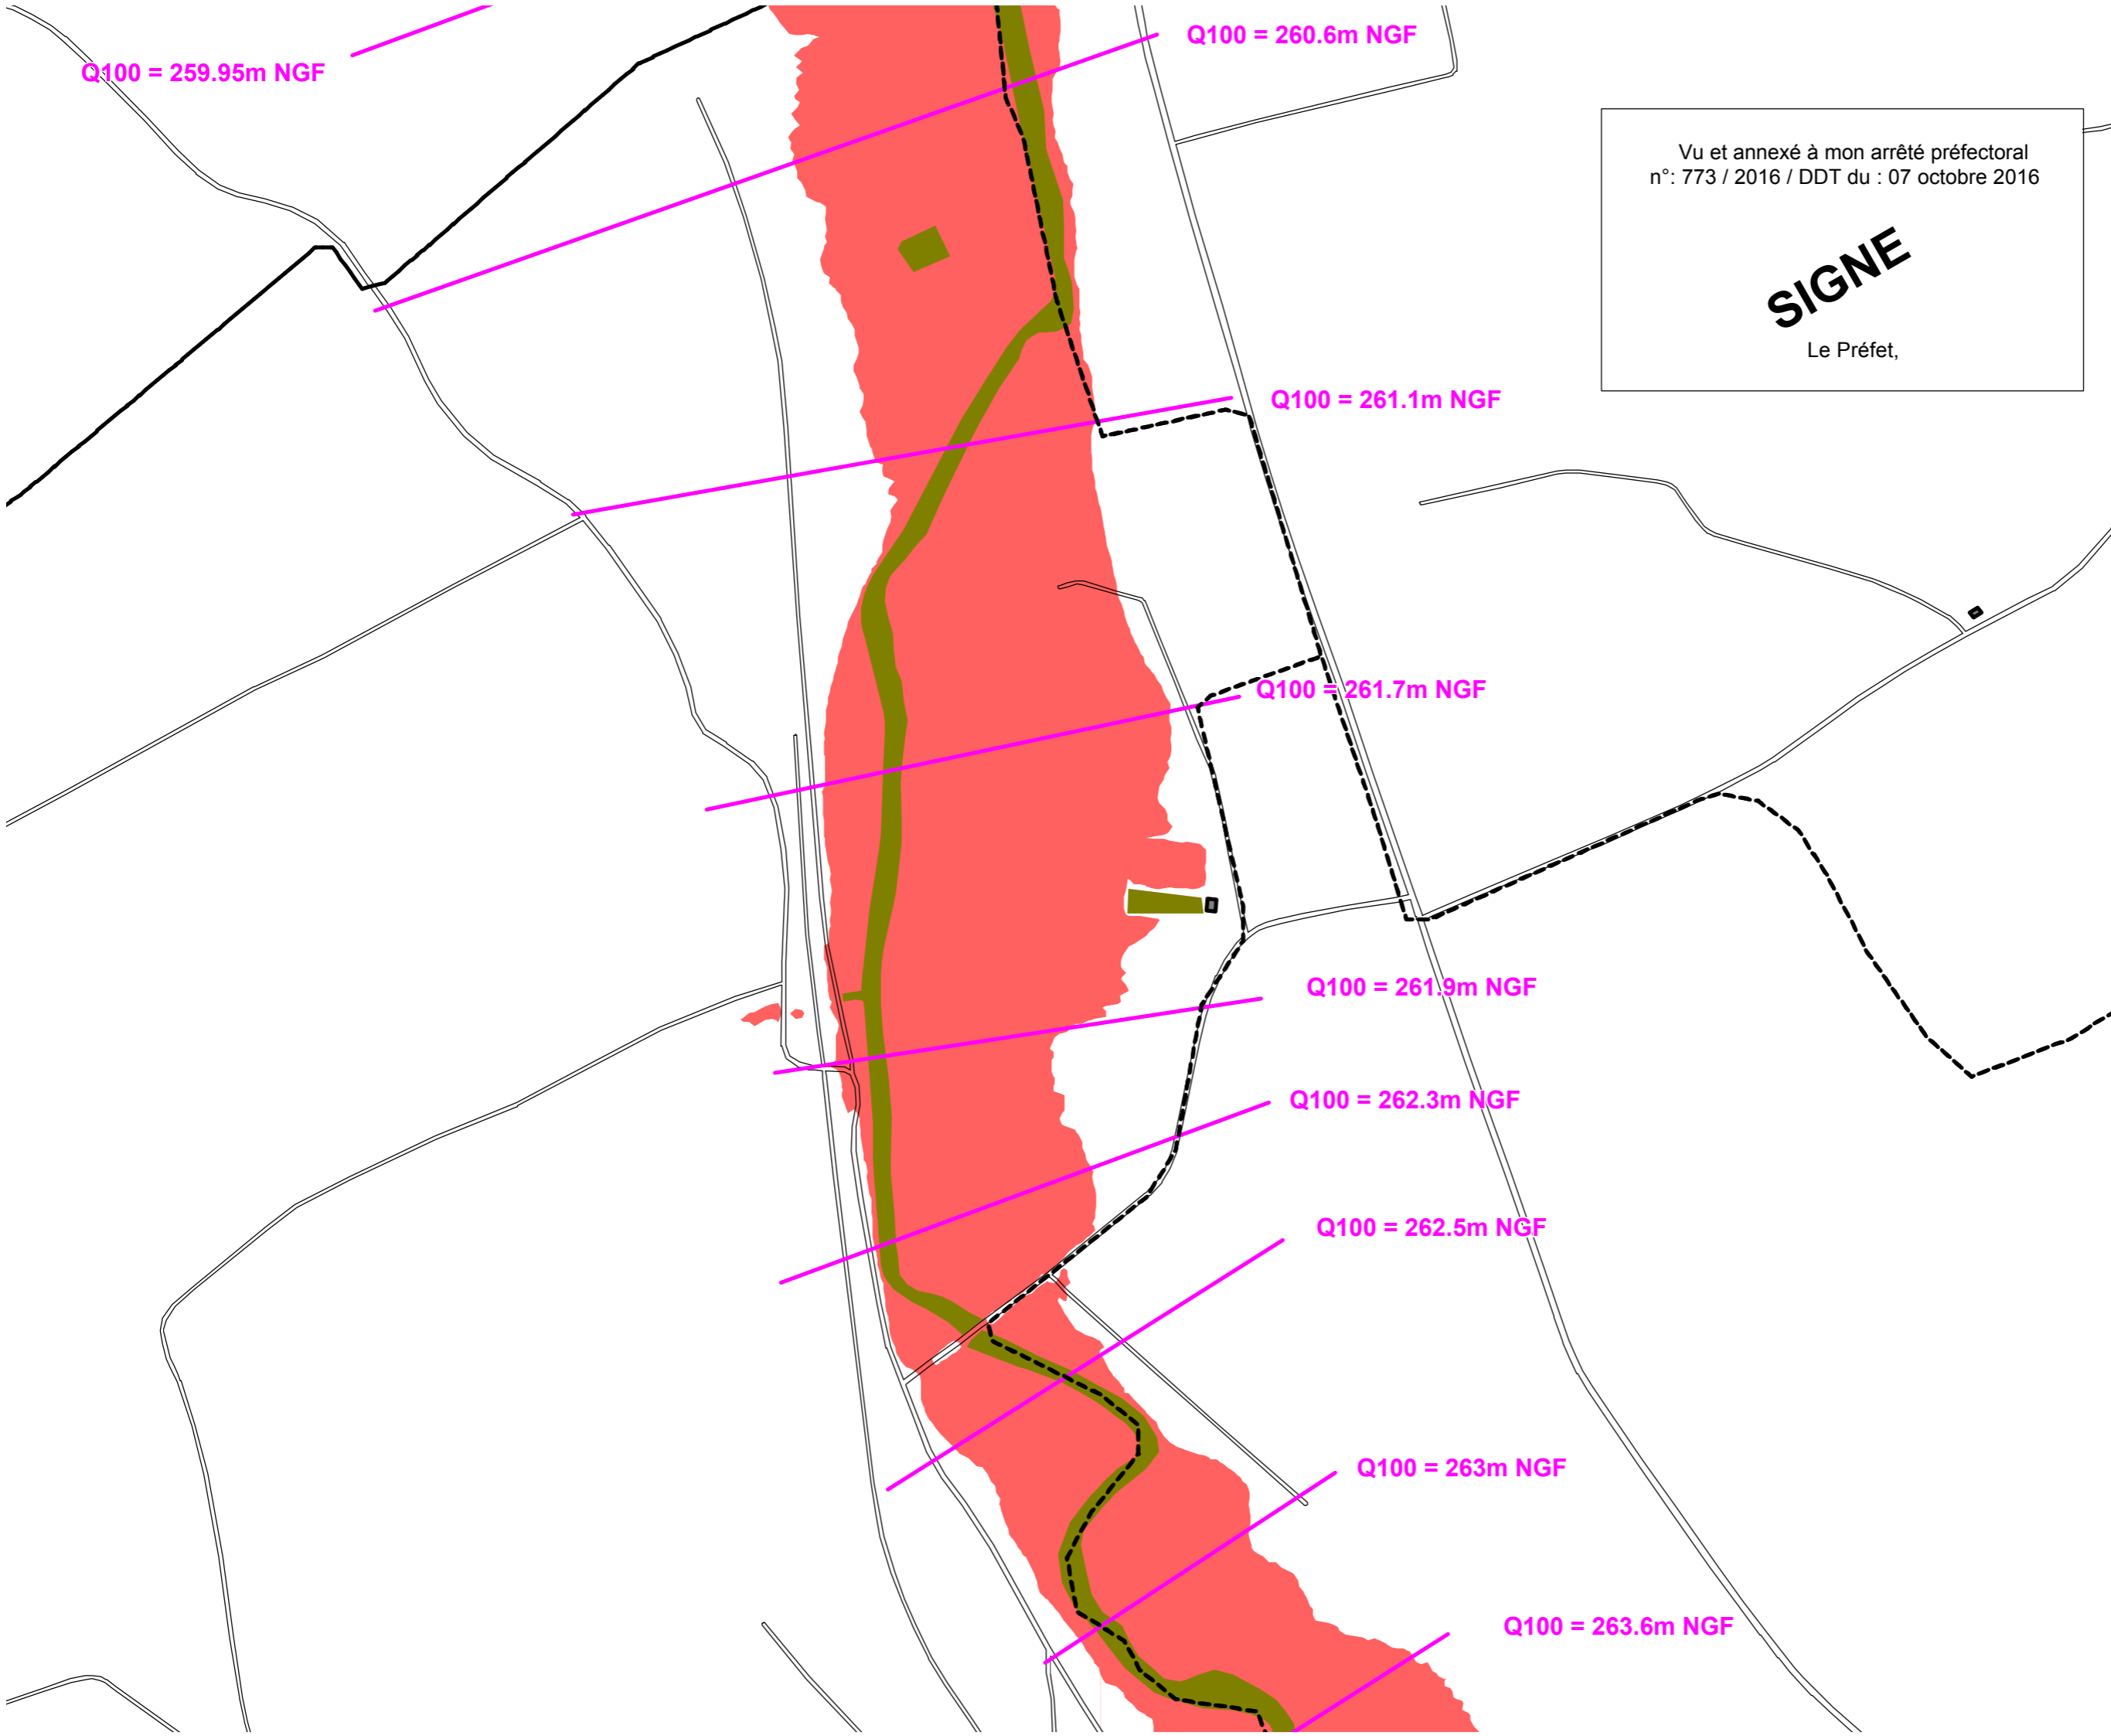 Q100 = 260.6m NGF
Q100 = 259.95m NGF
Vu et annexé à mon arrêté préfectoral
n°: 773 / 2016 / DDT du : 07 octobre 2016
SIGNE
Le Préfet,
Q100 = 261.1m NGF
Q100 = 261.7m NGF
Q100 = 261.9m NGF
Q100 = 262.3m NGF
Q100 = 262.5m NGF
Q100 = 263m NGF
Q100 = 263.6m NGF